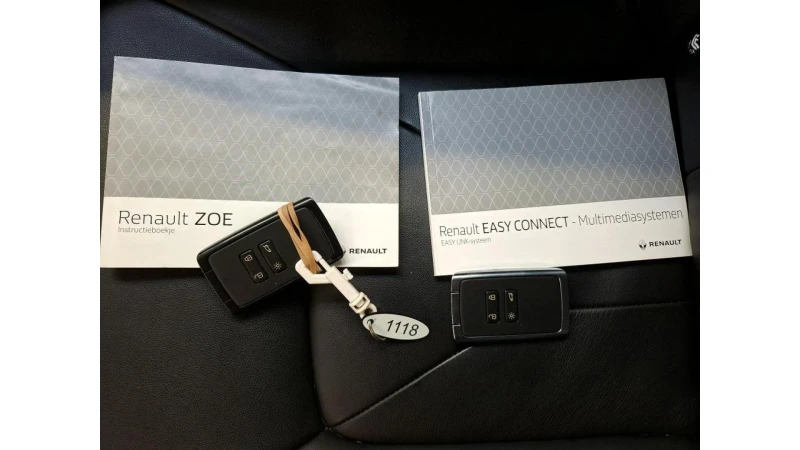 Renault ZOE
Instructieboekje
RENAULT
1118
Renault EASY CONNECT - Multimediasystemen
EASY LINK-systeem
RENAULT